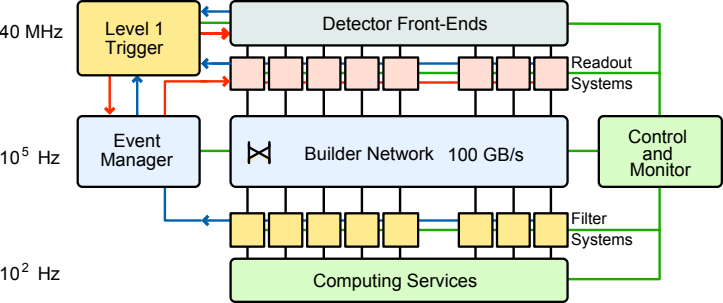 40 MHz
Level 1
Trigger
Detector Front-Ends
Readout
Systems
10⁵ Hz
Event
Manager
Builder Network 100 GB/s
Control
and
Monitor
Filter
Systems
10² Hz
Computing Services